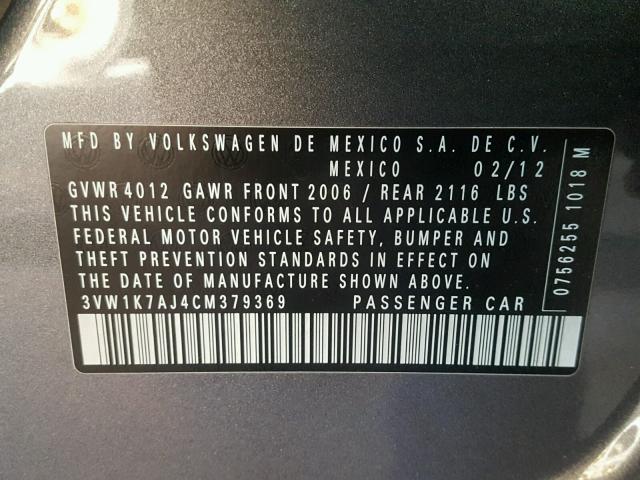 MFD BY VOLKSWAGEN DE MEXICO S.A. DE C.V.
MEXICO 02/12
GVWR 4012 GAWR FRONT 2006 / REAR 2116 LBS
THIS VEHICLE CONFORMS TO ALL APPLICABLE U.S.
FEDERAL MOTOR VEHICLE SAFETY, BUMPER AND
THEFT PREVENTION STANDARDS IN EFFECT ON
THE DATE OF MANUFACTURE SHOWN ABOVE.
3VW1K7AJ4CM379369 PASSENGER CAR
0756255 1018 M